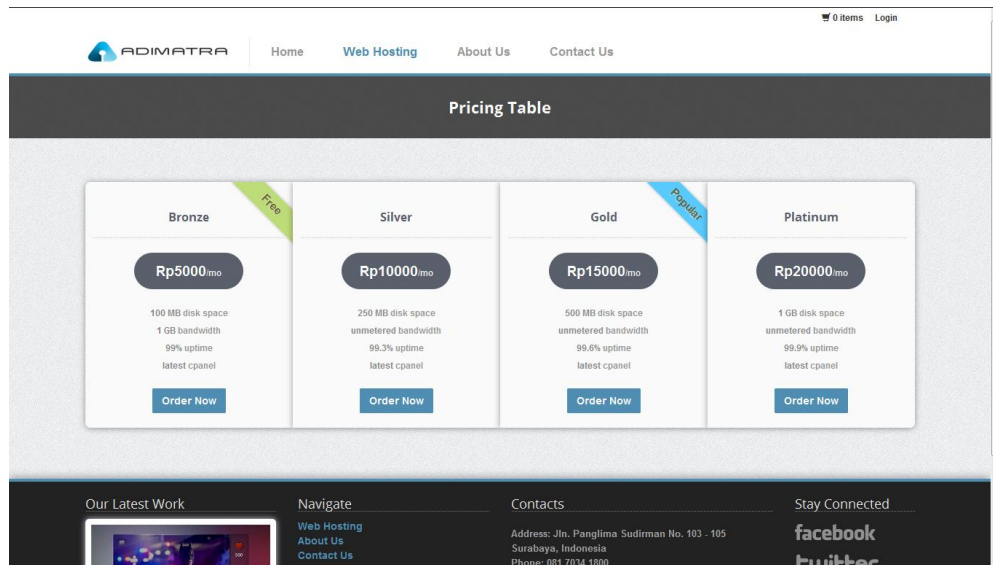 0 items Login
ADIMATRA Home Web Hosting About Us Contact Us
Pricing Table
Free
Bronze
Rp5000/mo
100 MB disk space
1 GB bandwidth
99% uptime
latest cpanel
Order Now
Silver
Rp10000/mo
250 MB disk space
unmetered bandwidth
99.3% uptime
latest cpanel
Order Now
Popular
Gold
Rp15000/mo
500 MB disk space
unmetered bandwidth
99.6% uptime
latest cpanel
Order Now
Platinum
Rp20000/mo
1 GB disk space
unmetered bandwidth
99.9% uptime
latest cpanel
Order Now
Our Latest Work
Navigate
Web Hosting
About Us
Contact Us
Contacts
Address: Jln. Panglima Sudirman No. 103 - 105
Surabaya, Indonesia
Phone: 081 7034 1800
Stay Connected
facebook
twitter